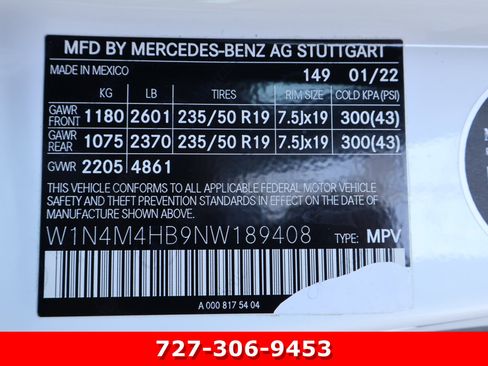 MFD BY MERCEDES-BENZ AG STUTTGART
MADE IN MEXICO 149 01/22
KG LB TIRES RIM SIZE COLD KPA(PSI)
GAWR FRONT 1180 2601 235/50 R19 7.5Jx19 300(43)
GAWR REAR 1075 2370 235/50 R19 7.5Jx19 300(43)
GVWR 2205 4861
THIS VEHICLE CONFORMS TO ALL APPLICABLE FEDERAL MOTOR VEHICLE
SAFETY AND THEFT PREVENTION STANDARDS IN EFFECT ON THE DATE OF
MANUFACTURE SHOWN ABOVE.
W1N4M4HB9NW189408 TYPE: MPV
A 000 817 54 04
727-306-9453